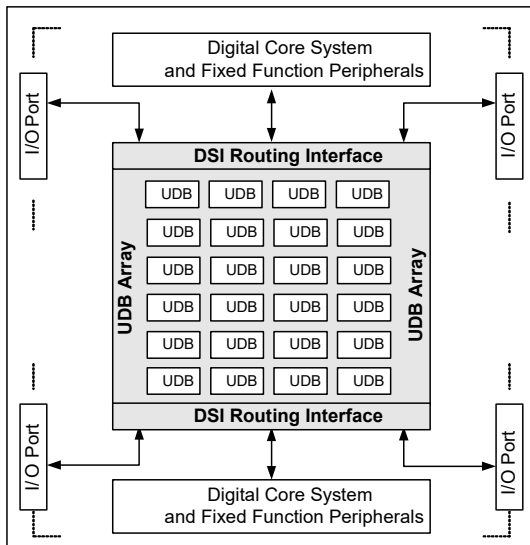 Digital Core System
and Fixed Function Peripherals
I/O Port
I/O Port
DSI Routing Interface
UDB UDB UDB UDB
UDB UDB UDB UDB
UDB UDB UDB UDB
UDB UDB UDB UDB
UDB UDB UDB UDB
UDB UDB UDB UDB
UDB Array
UDB Array
DSI Routing Interface
I/O Port
I/O Port
Digital Core System
and Fixed Function Peripherals